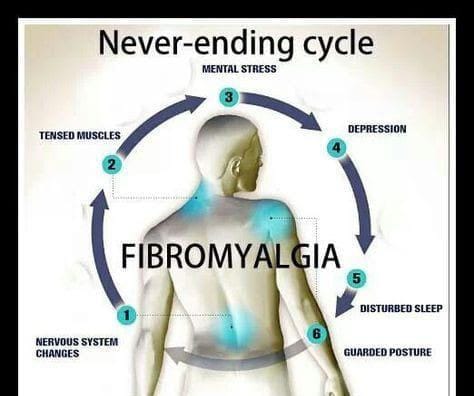 Never-ending cycle
MENTAL STRESS
3
DEPRESSION
4
TENSED MUSCLES
2
FIBROMYALGIA
5
DISTURBED SLEEP
1
6
NERVOUS SYSTEM
CHANGES
GUARDED POSTURE